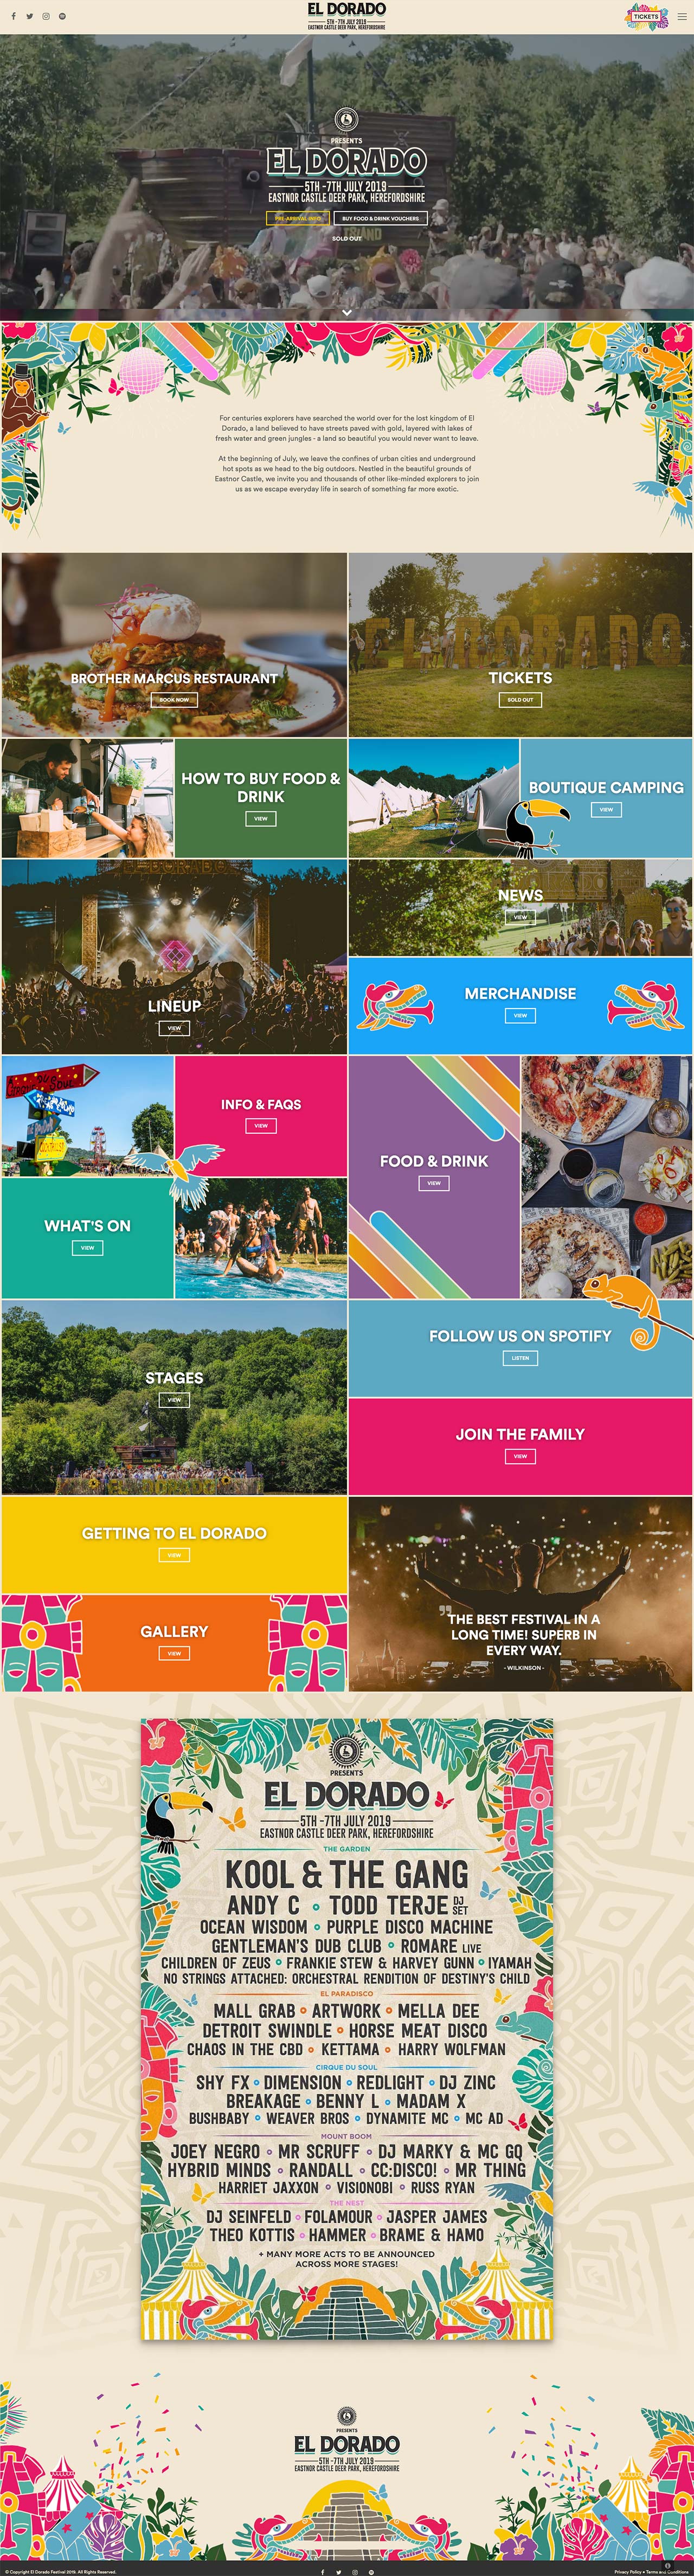 EL DORADO
5TH -7TH JULY 2019
EASTNOR CASTLE DEER PARK, HEREFORDSHIRE
TICKETS
PRESENTS
EL DORADO
5TH -7TH JULY 2019
EASTNOR CASTLE DEER PARK, HEREFORDSHIRE
PRE-ARRIVAL INFO
BUY FOOD & DRINK VOUCHERS
SOLD OUT
For centuries explorers have searched the world over for the lost kingdom of El
Dorado, a land believed to have streets paved with gold, layered with lakes of
fresh water and green jungles - a land so beautiful you would never want to leave.
At the beginning of July, we leave the confines of urban cities and underground
hot spots as we head to the big outdoors. Nestled in the beautiful grounds of
Eastnor Castle, we invite you and thousands of other like-minded explorers to join
us as we escape everyday life in search of something far more exotic.
EL DORADO
BROTHER MARCUS RESTAURANT
BOOK NOW
TICKETS
SOLD OUT
HOW TO BUY FOOD &
DRINK
VIEW
BOUTIQUE CAMPING
VIEW
LINEUP
VIEW
NEWS
VIEW
MERCHANDISE
VIEW
INFO & FAQS
VIEW
FOOD & DRINK
VIEW
WHAT'S ON
VIEW
STAGES
VIEW
FOLLOW US ON SPOTIFY
LISTEN
JOIN THE FAMILY
VIEW
GETTING TO EL DORADO
VIEW
GALLERY
VIEW
THE BEST FESTIVAL IN A
LONG TIME! SUPERB IN
EVERY WAY.
- WILKINSON -
PRESENTS
EL DORADO
5TH -7TH JULY 2019
EASTNOR CASTLE DEER PARK, HEREFORDSHIRE
THE GARDEN
KOOL & THE GANG
ANDY C • TODD TERJE DJ SET
OCEAN WISDOM • PURPLE DISCO MACHINE
GENTLEMAN'S DUB CLUB • ROMARE LIVE
CHILDREN OF ZEUS • FRANKIE STEW & HARVEY GUNN • IYAMAH
NO STRINGS ATTACHED: ORCHESTRAL RENDITION OF DESTINY'S CHILD
EL PARADISCO
MALL GRAB • ARTWORK • MELLA DEE
DETROIT SWINDLE • HORSE MEAT DISCO
CHAOS IN THE CBD • KETTAMA • HARRY WOLFMAN
CIRQUE DU SOUL
SHY FX • DIMENSION • REDLIGHT • DJ ZINC
BREAKAGE • BENNY L • MADAM X
BUSHBABY • WEAVER BROS • DYNAMITE MC • MC AD
MOUNT BOOM
JOEY NEGRO • MR SCRUFF • DJ MARKY & MC GQ
HYBRID MINDS • RANDALL • CC:DISCO! • MR THING
HARRIET JAXXON • VISIONOBI • RUSS RYAN
THE NEST
DJ SEINFELD • FOLAMOUR • JASPER JAMES
THEO KOTTIS • HAMMER • BRAME & HAMO
+ MANY MORE ACTS TO BE ANNOUNCED
ACROSS MORE STAGES!
PRESENTS
EL DORADO
5TH -7TH JULY 2019
EASTNOR CASTLE DEER PARK, HEREFORDSHIRE
© Copyright El Dorado Festival 2019. All Rights Reserved.
Privacy Policy • Terms and Conditions